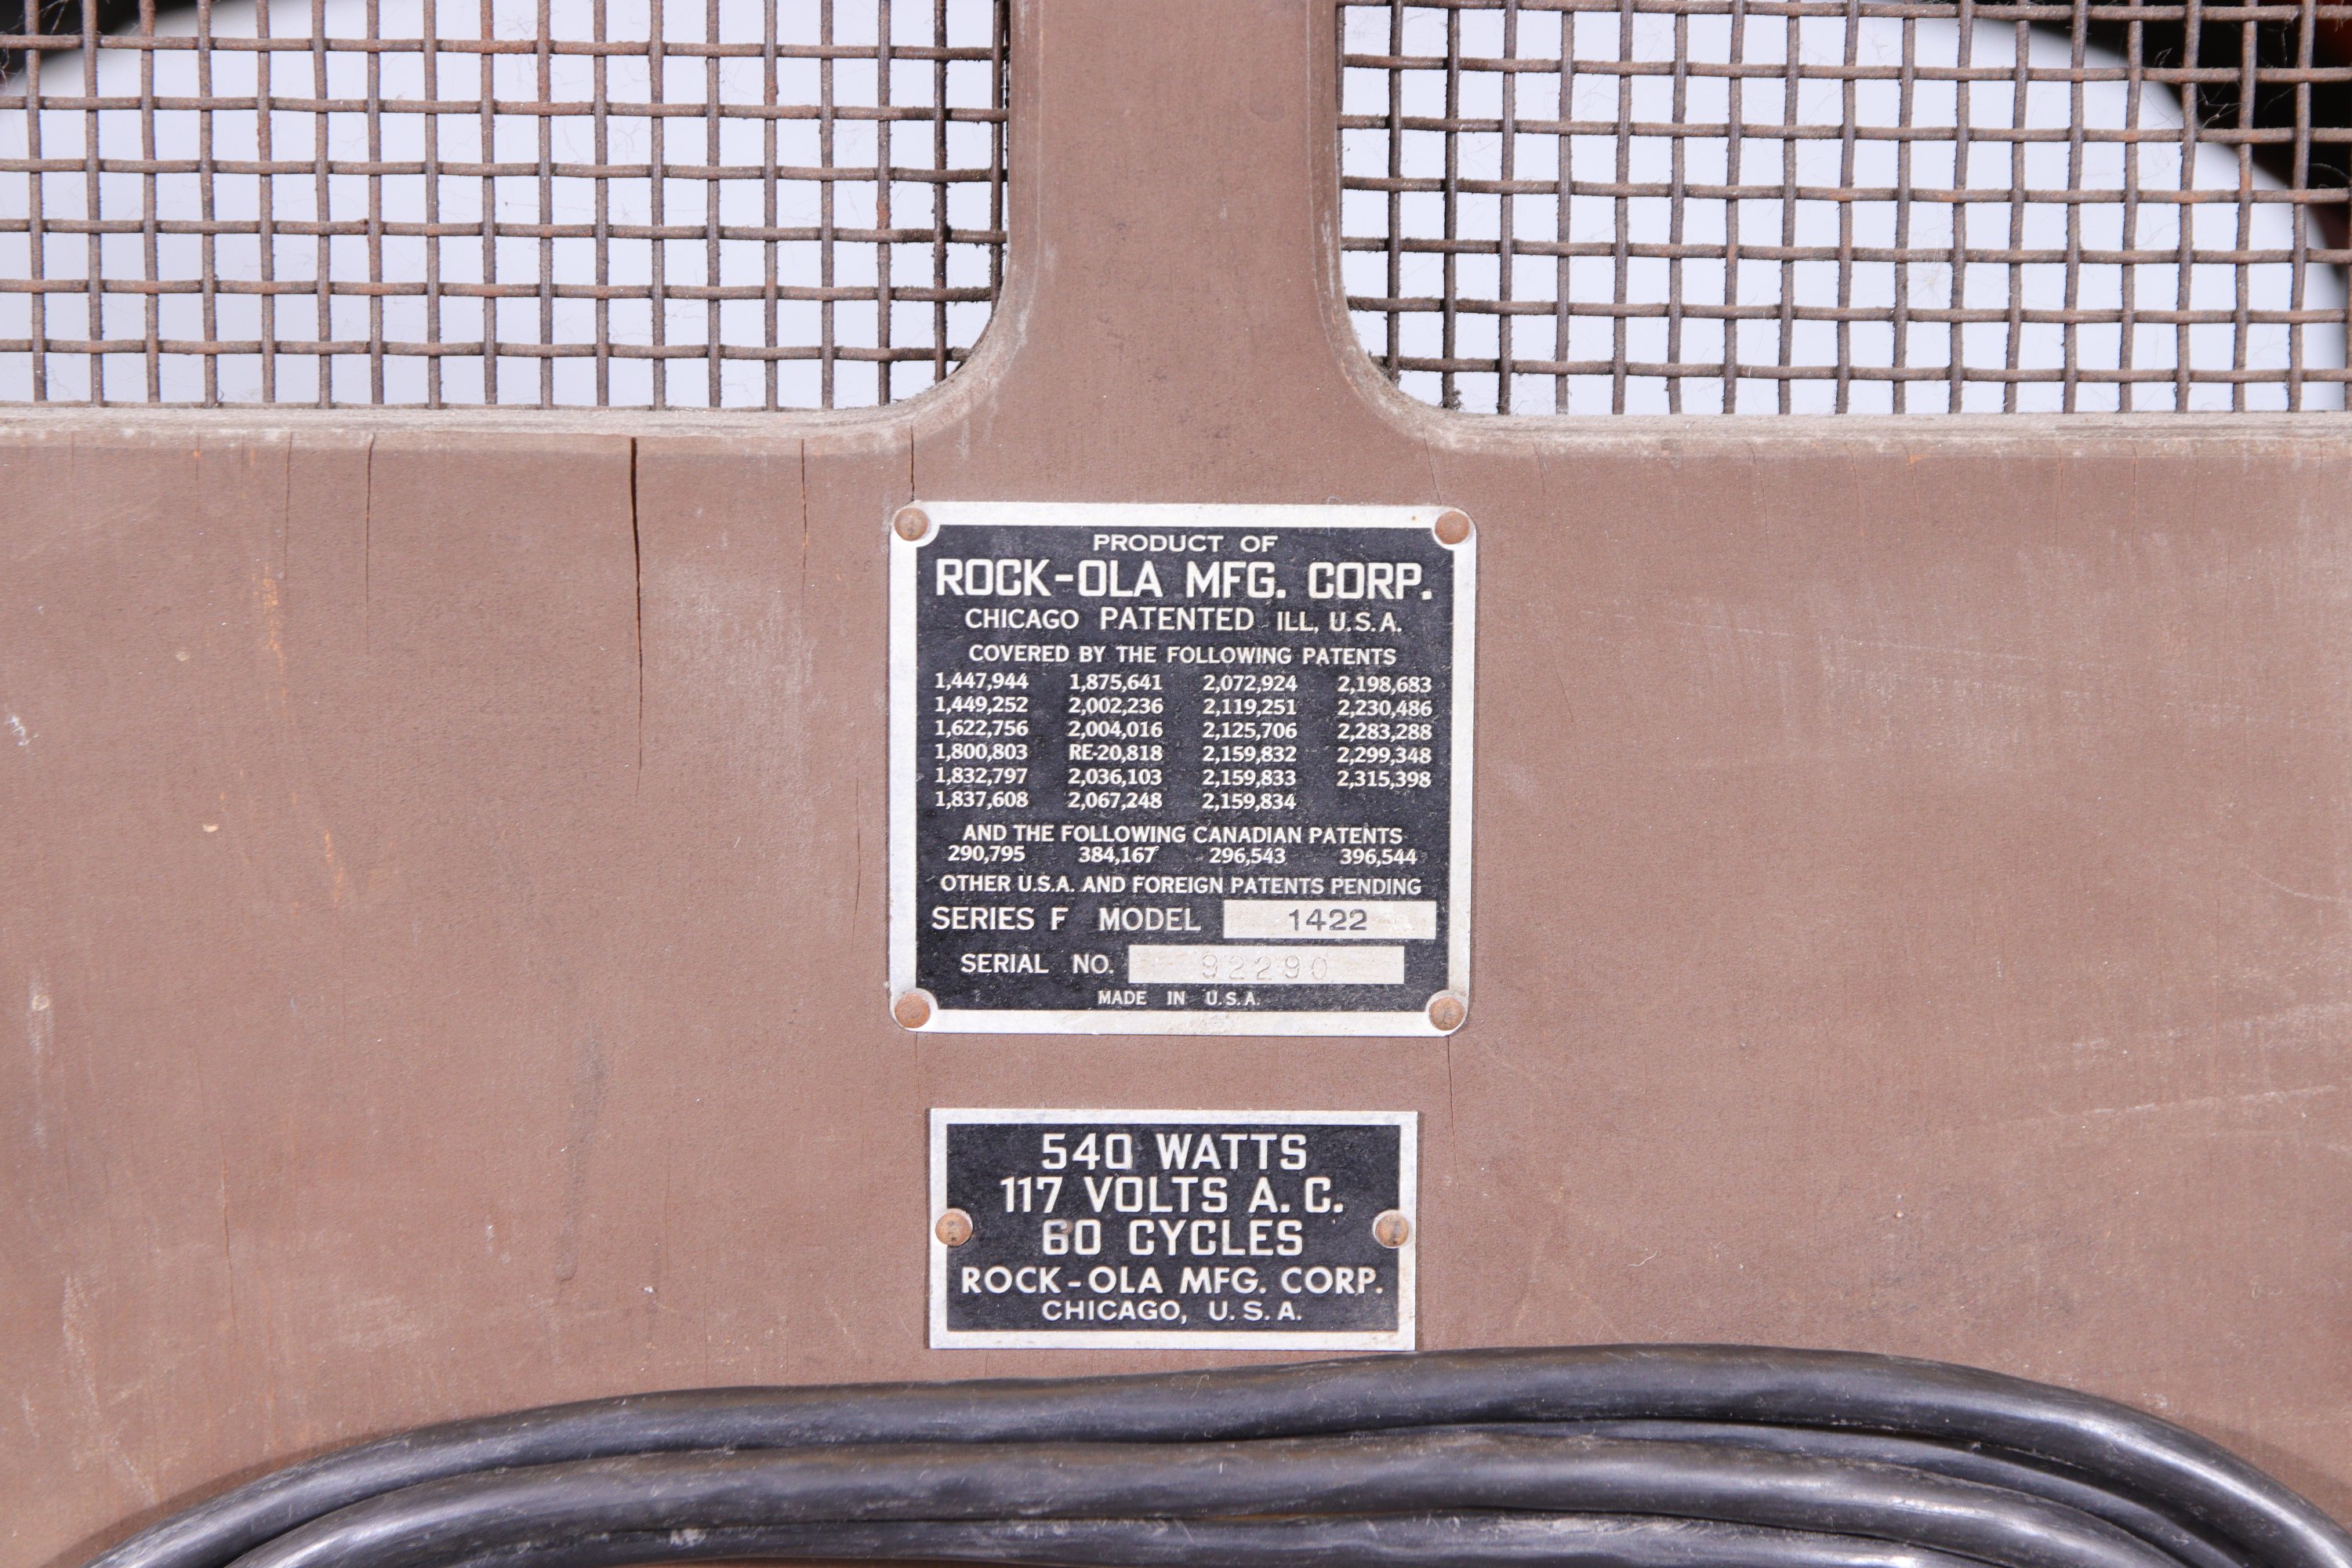 PRODUCT OF
ROCK-OLA MFG. CORP.
CHICAGO PATENTED ILL, U.S.A.
COVERED BY THE FOLLOWING PATENTS
1,447,944 1,875,641 2,072,924 2,198,683
1,449,252 2,002,236 2,119,251 2,230,486
1,622,756 2,004,016 2,125,706 2,283,288
1,800,803 RE-20,818 2,159,832 2,299,348
1,832,797 2,036,103 2,159,833 2,315,398
1,837,608 2,067,248 2,159,834
AND THE FOLLOWING CANADIAN PATENTS
290,795 384,167 296,543 396,544
OTHER U.S.A. AND FOREIGN PATENTS PENDING
SERIES F MODEL 1422
SERIAL NO. 92290
MADE IN U.S.A.
540 WATTS
117 VOLTS A.C.
60 CYCLES
ROCK-OLA MFG. CORP.
CHICAGO, U.S.A.